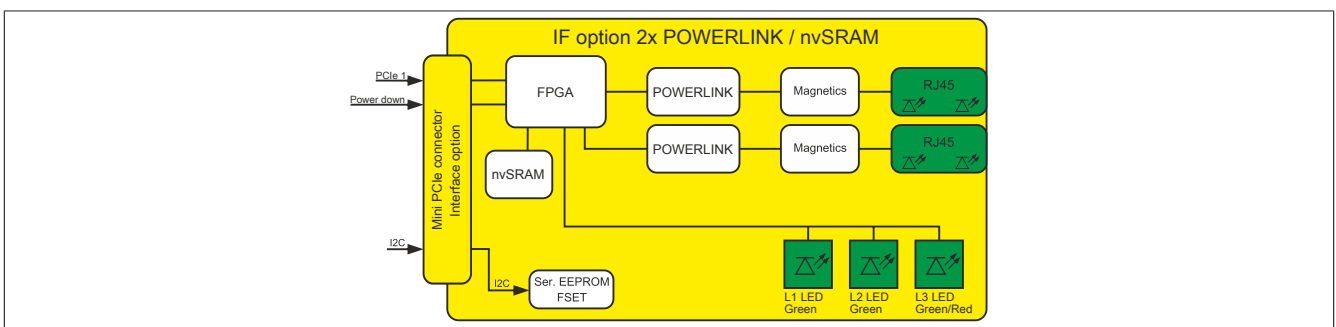 IF option 2x POWERLINK / nvSRAM
PCIe 1
Power down
I2C
Mini PCIe connector
Interface option
FPGA
nvSRAM
POWERLINK
Magnetics
RJ45
POWERLINK
Magnetics
RJ45
I2C
Ser. EEPROM
FSET
L1 LED
Green
L2 LED
Green
L3 LED
Green/Red